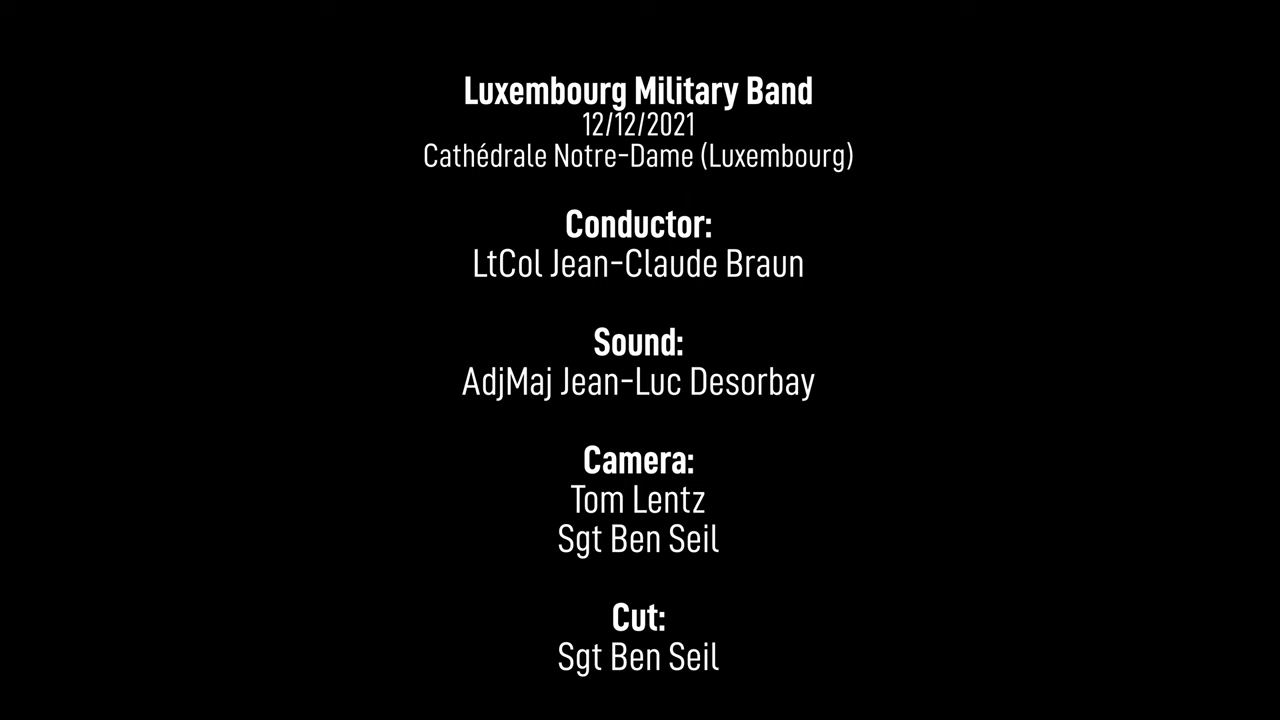 Luxembourg Military Band
12/12/2021
Cathédrale Notre-Dame (Luxembourg)
Conductor:
LtCol Jean-Claude Braun
Sound:
AdjMaj Jean-Luc Desorbay
Camera:
Tom Lentz
Sgt Ben Seil
Cut:
Sgt Ben Seil